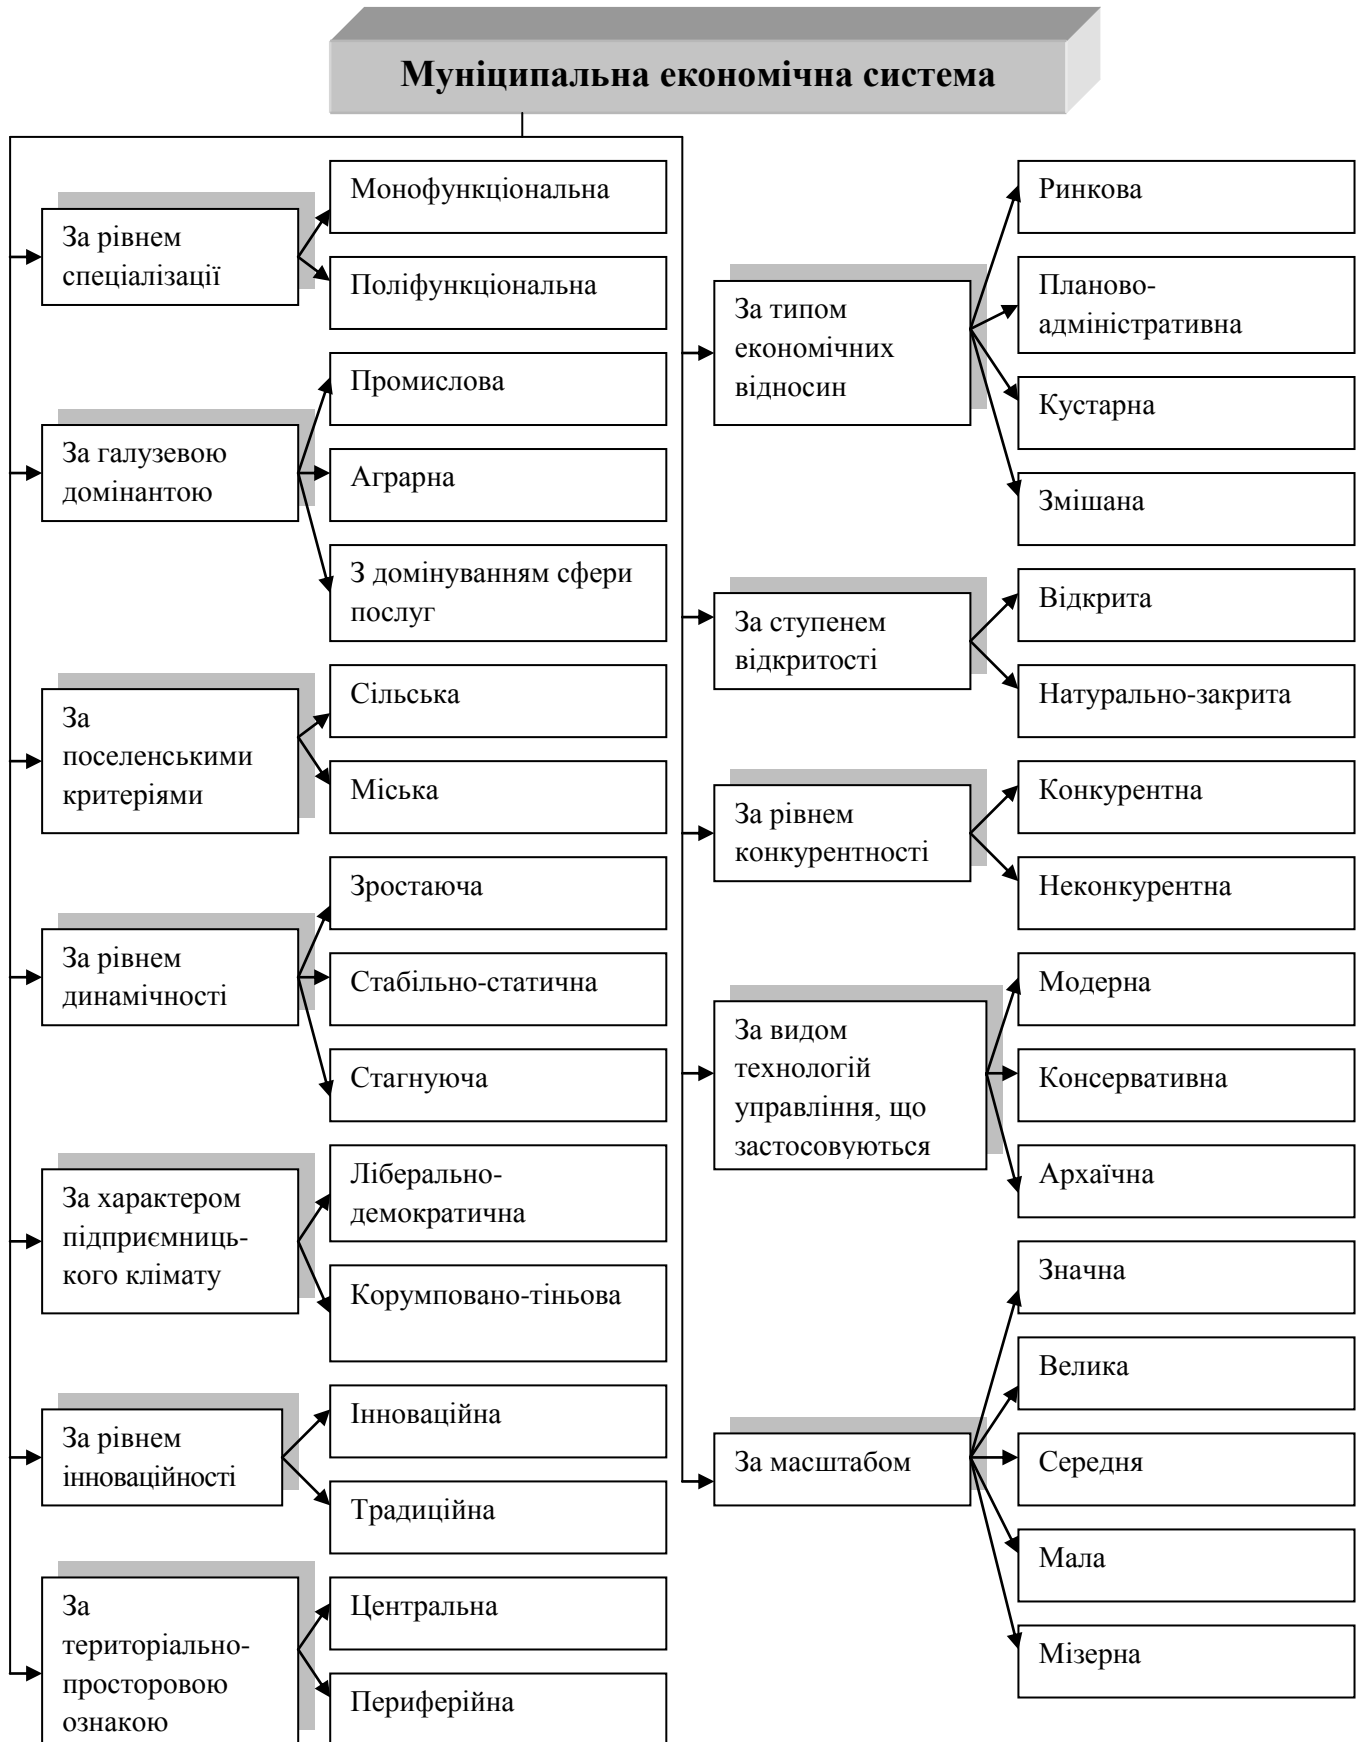 Муніципальна економічна система
За рівнем
спеціалізації
Монофункціональна
Поліфункціональна
За галузевою
домінантою
Промислова
Аграрна
З домінуванням сфери
послуг
За
поселенськими
критеріями
Сільська
Міська
За рівнем
динамічності
Зростаюча
Стабільно-статична
Стагнуюча
За характером
підприємниць-
кого клімату
Ліберально-
демократична
Корумповано-тіньова
За рівнем
інноваційності
Інноваційна
Традиційна
За
територіально-
просторовою
ознакою
Центральна
Периферійна
За типом
економічних
відносин
Ринкова
Планово-
адміністративна
Кустарна
Змішана
За ступенем
відкритості
Відкрита
Натурально-закрита
За рівнем
конкурентності
Конкурентна
Неконкурентна
За видом
технологій
управління, що
застосовуються
Модерна
Консервативна
Архаїчна
За масштабом
Значна
Велика
Середня
Мала
Мізерна